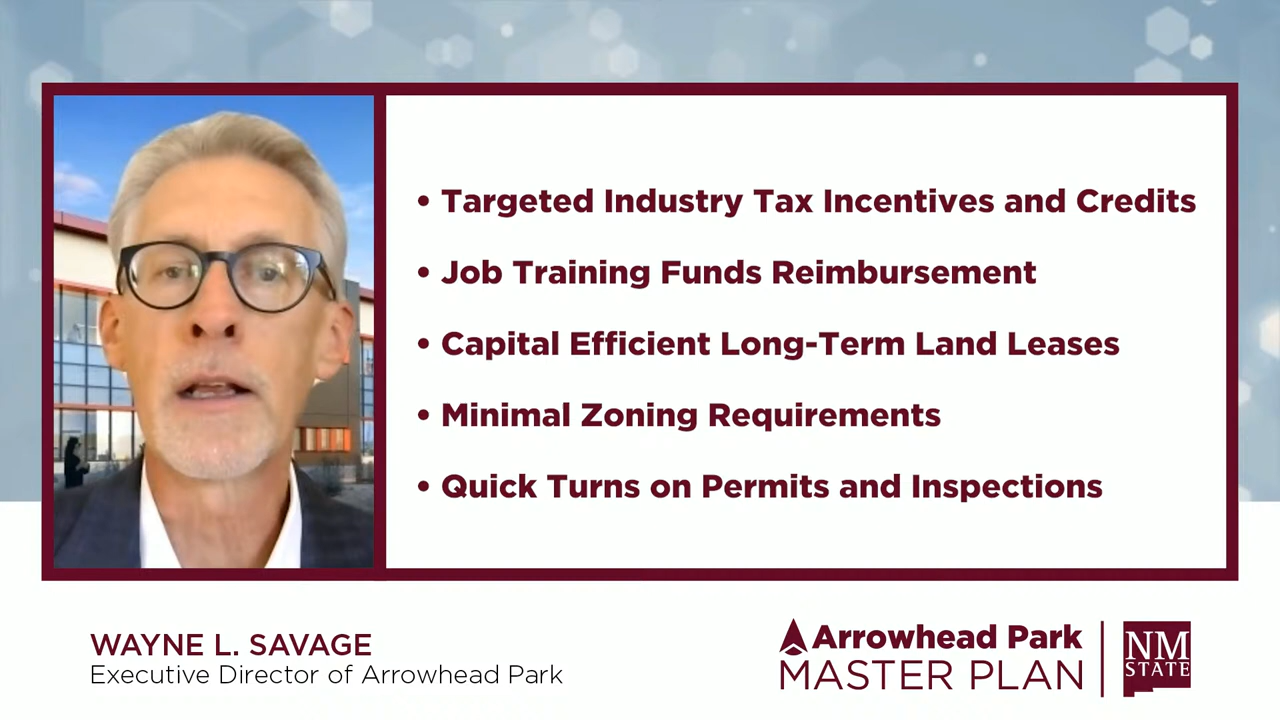 • Targeted Industry Tax Incentives and Credits
• Job Training Funds Reimbursement
• Capital Efficient Long-Term Land Leases
• Minimal Zoning Requirements
• Quick Turns on Permits and Inspections
WAYNE L. SAVAGE
Executive Director of Arrowhead Park
Arrowhead Park
MASTER PLAN
NM
STATE